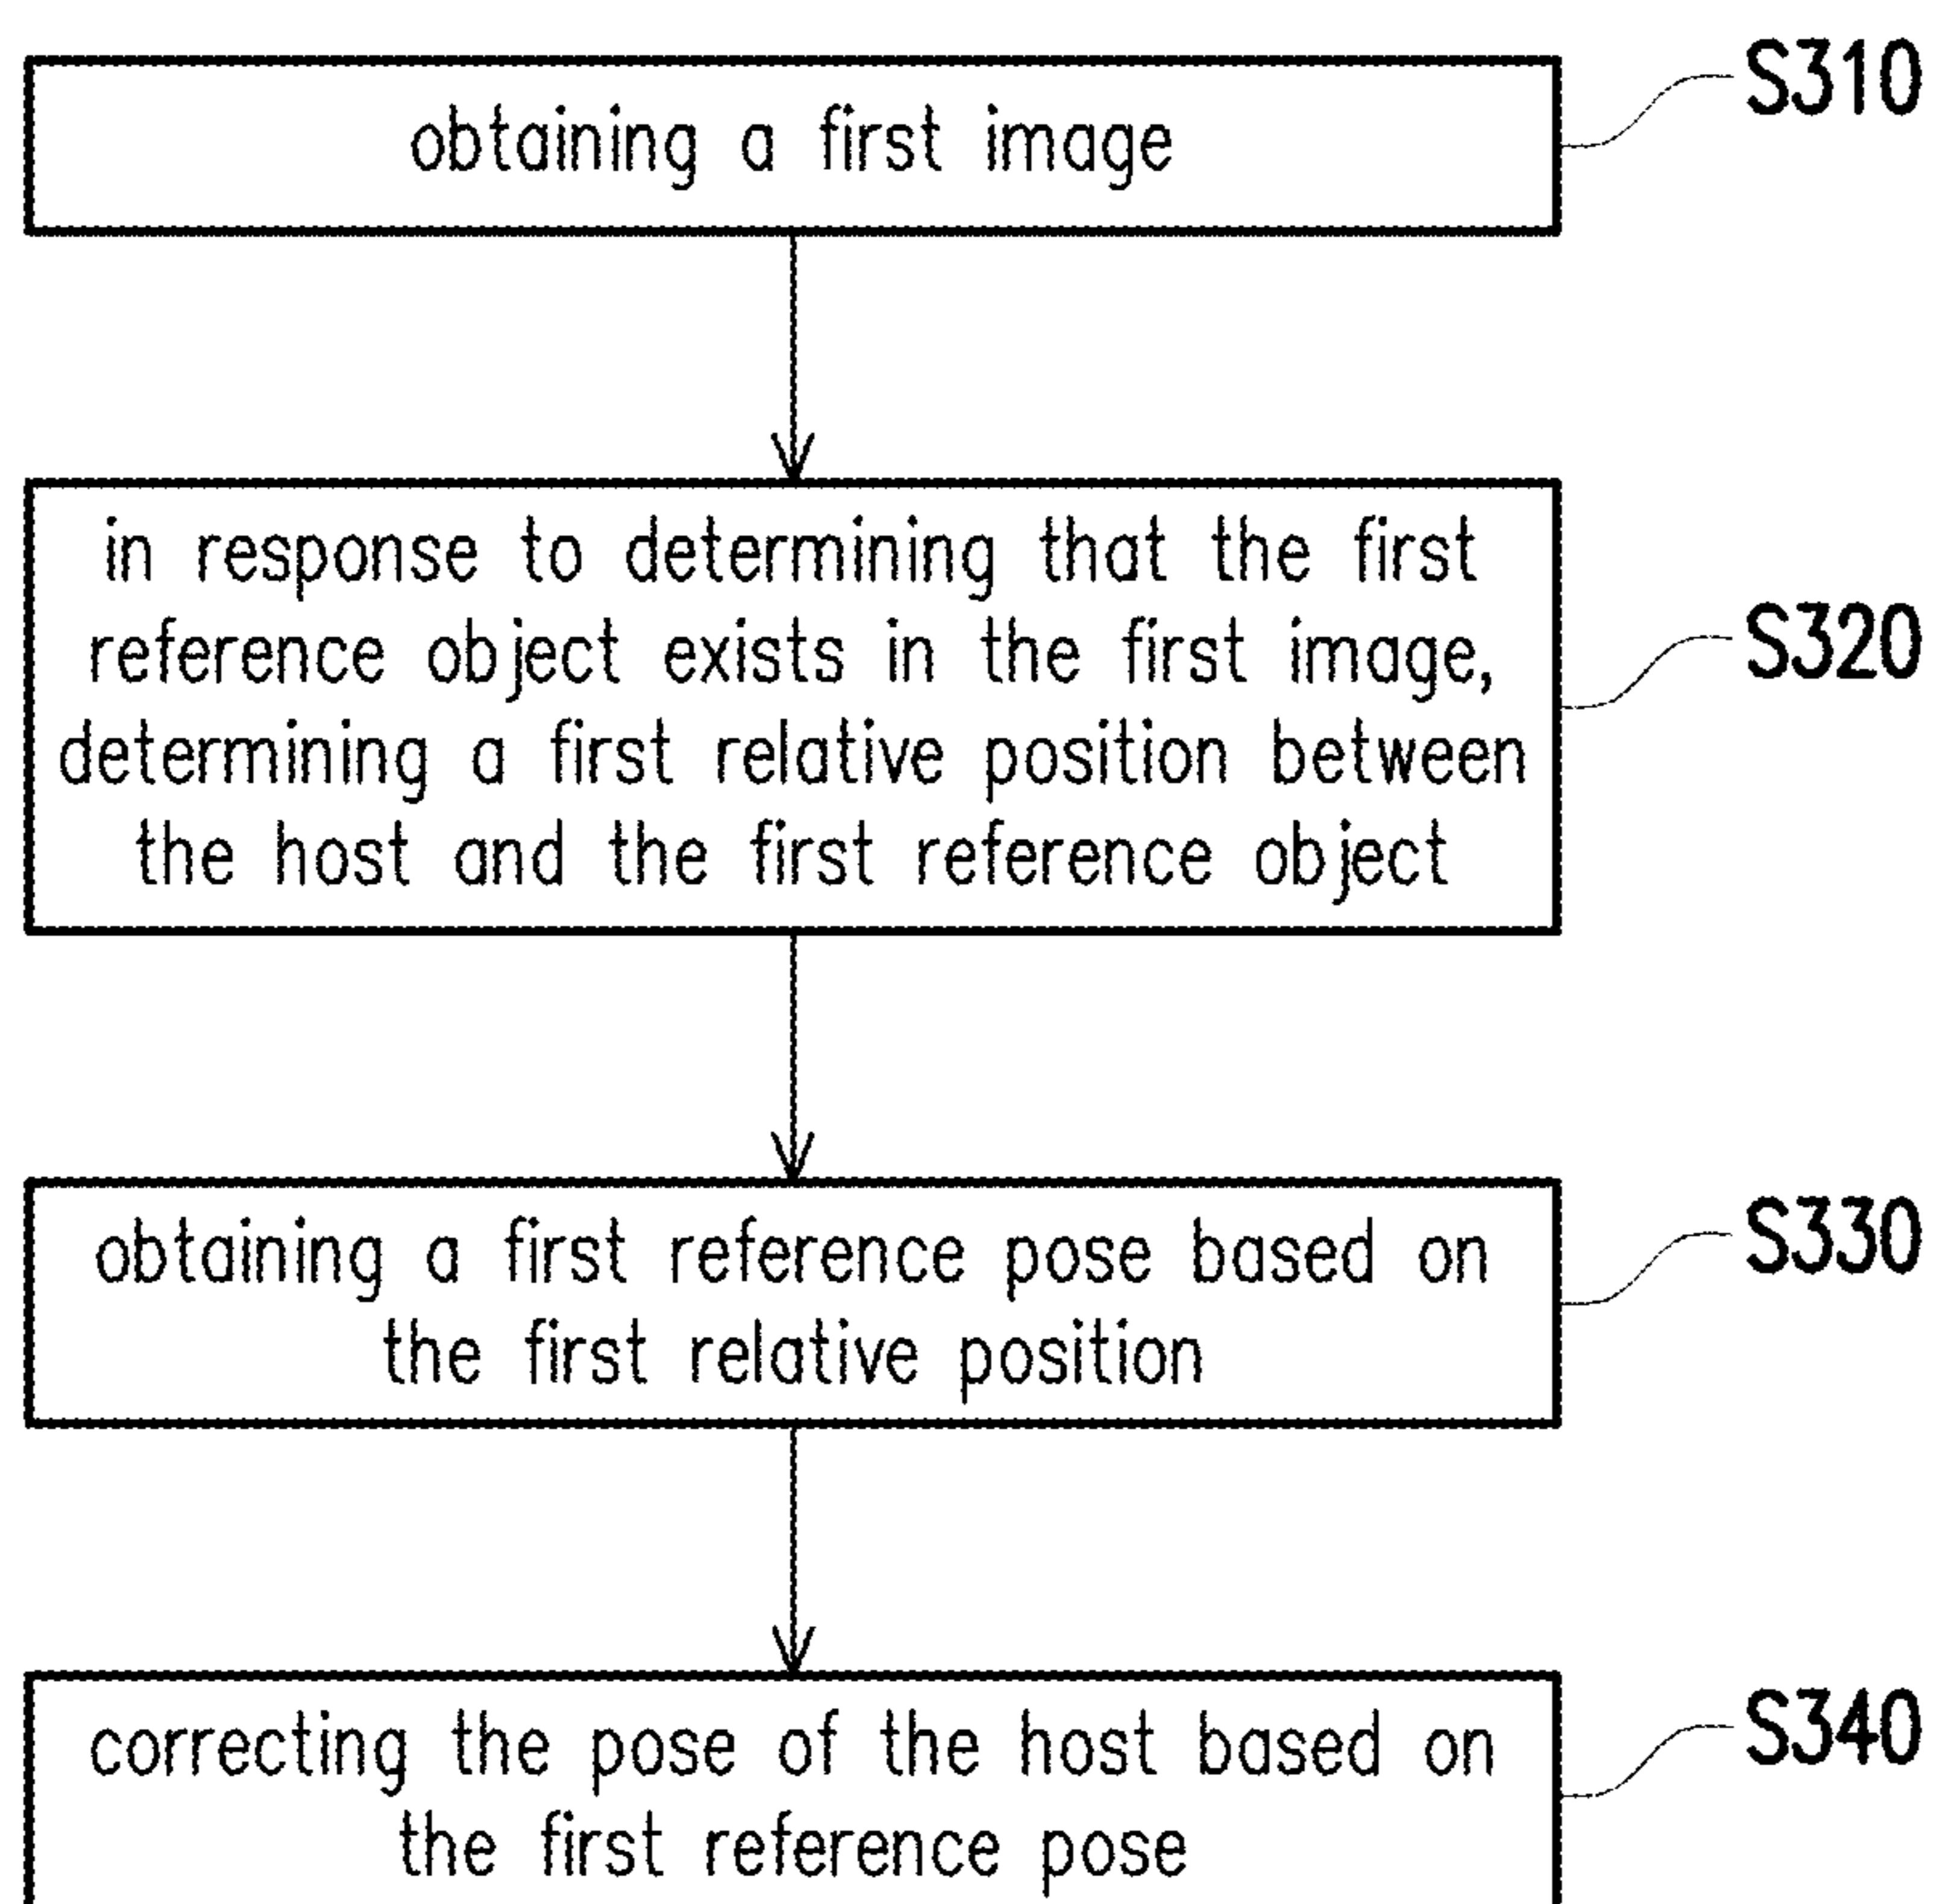 obtaining a first image
S310
in response to determining that the first
reference object exists in the first image,
determining a first relative position between
the host and the first reference object
S320
obtaining a first reference pose based on
the first relative position
S330
correcting the pose of the host based on
the first reference pose
S340